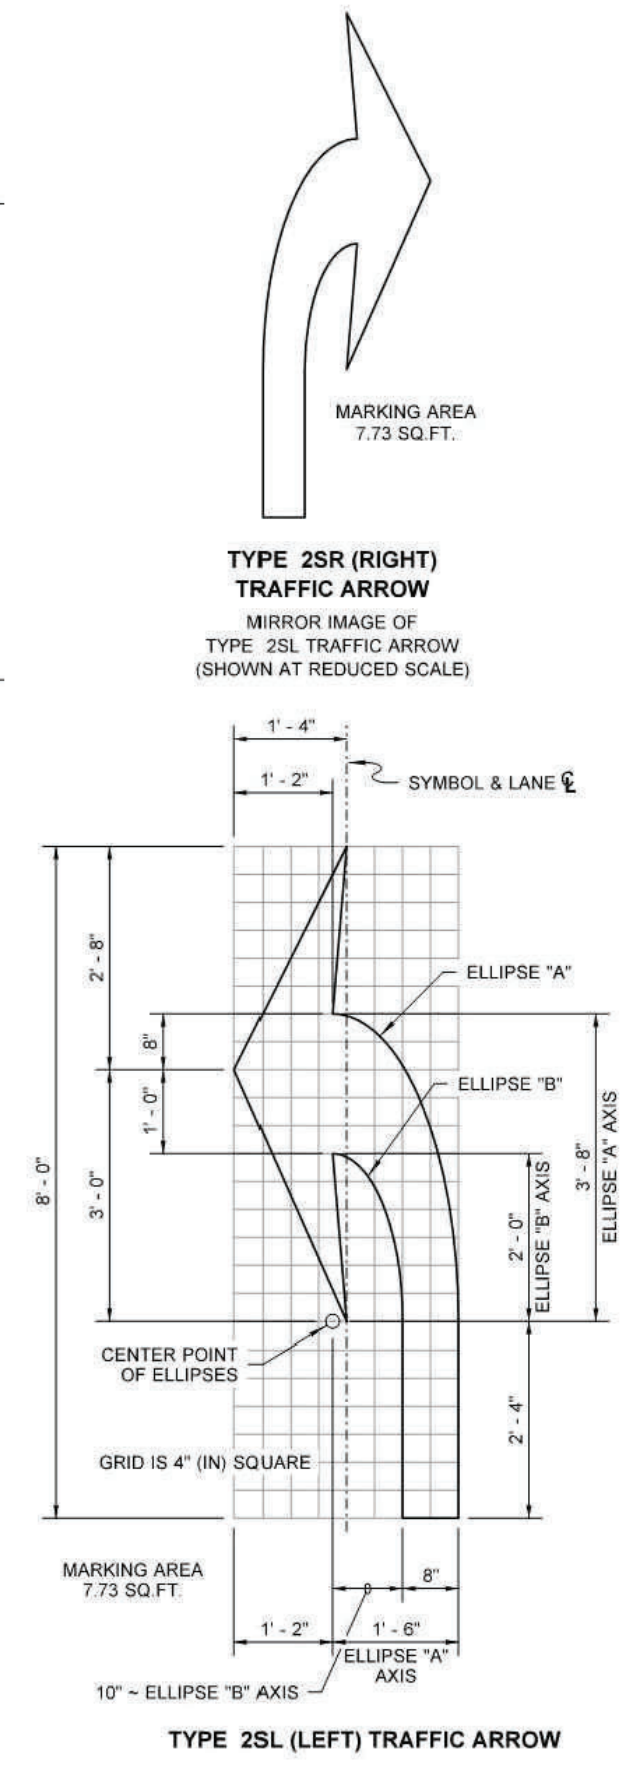 MARKING AREA
7.73 SQ.FT.
TYPE 2SR (RIGHT)
TRAFFIC ARROW
MIRROR IMAGE OF
TYPE 2SL TRAFFIC ARROW
(SHOWN AT REDUCED SCALE)
1' - 4"
1' - 2"
SYMBOL & LANE ℄
2' - 8"
ELLIPSE "A"
8"
ELLIPSE "B"
1' - 0"
8' - 0"
3' - 0"
2' - 0"
ELLIPSE "B" AXIS
3' - 8"
ELLIPSE "A" AXIS
CENTER POINT
OF ELLIPSES
2' - 4"
GRID IS 4" (IN) SQUARE
MARKING AREA
7.73 SQ.FT.
8"
1' - 2"
1' - 6"
ELLIPSE "A"
AXIS
10" ~ ELLIPSE "B" AXIS
TYPE 2SL (LEFT) TRAFFIC ARROW